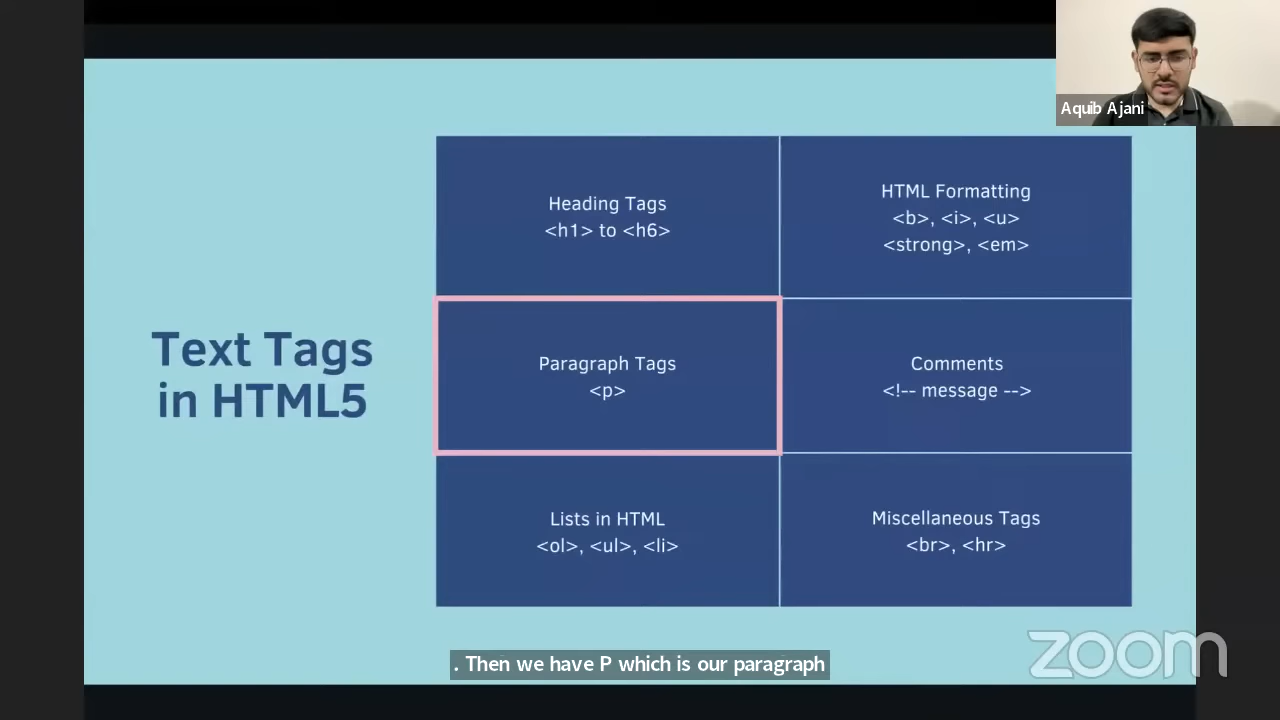 Aquib Ajani
Text Tags
in HTML5
Heading Tags
<h1> to <h6>
HTML Formatting
<b>, <i>, <u>
<strong>, <em>
Paragraph Tags
<p>
Comments
<!-- message -->
Lists in HTML
<ol>, <ul>, <li>
Miscellaneous Tags
<br>, <hr>
. Then we have P which is our paragraph
zoom